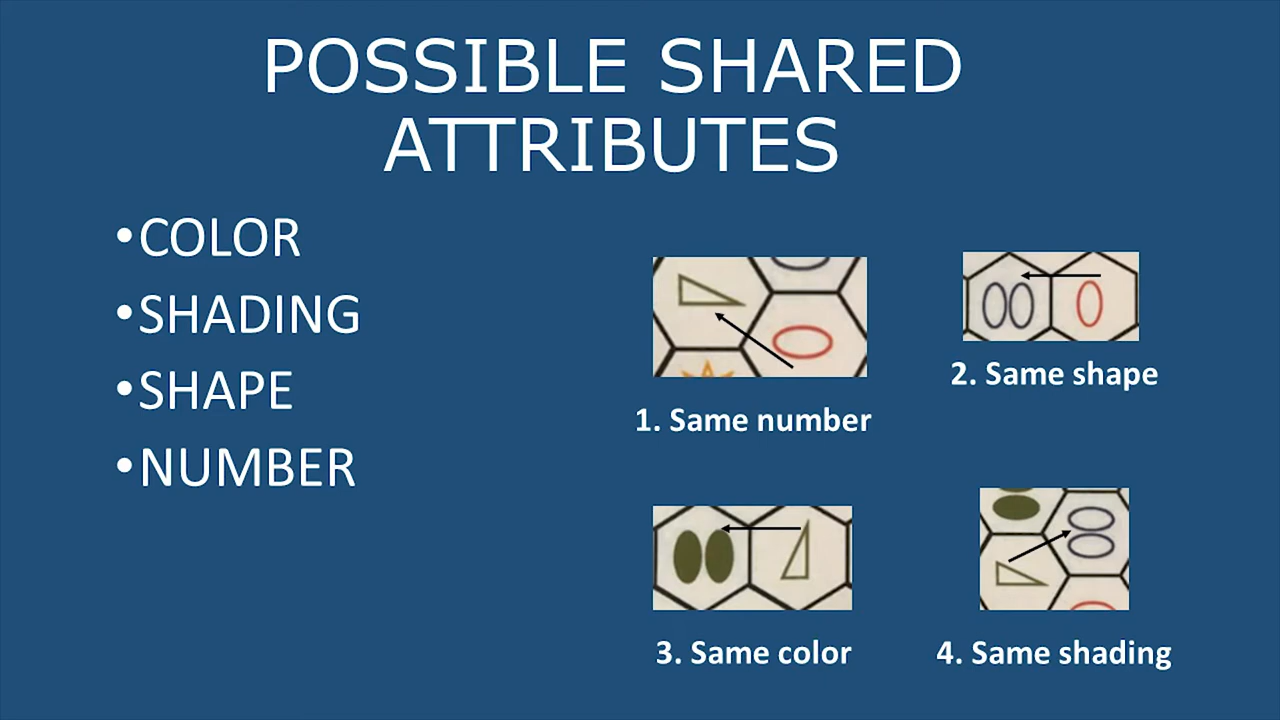 POSSIBLE SHARED
ATTRIBUTES
•COLOR
•SHADING
•SHAPE
•NUMBER
1. Same number
2. Same shape
3. Same color
4. Same shading